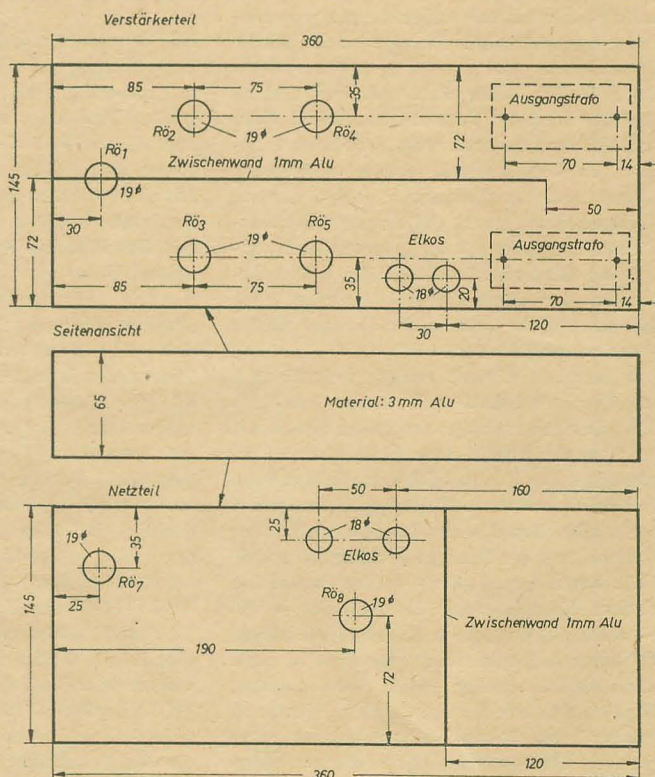 Verstärkerteil
360
85 75 35
Ausgangstrafo
Rö2 19⌀ Rö4
Rö1
72
Zwischenwand 1mm Alu
70 14
145
19⌀
30
50
72
Rö3 19⌀ Rö5
Elkos
Ausgangstrafo
85 75 35
18⌀
20
70 14
30 120
Seitenansicht
65
Material: 3mm Alu
Netzteil
50 160
25
18⌀
35
19⌀
Elkos
Rö7
25
Rö8
19⌀
145
Zwischenwand 1mm Alu
190
72
120
360